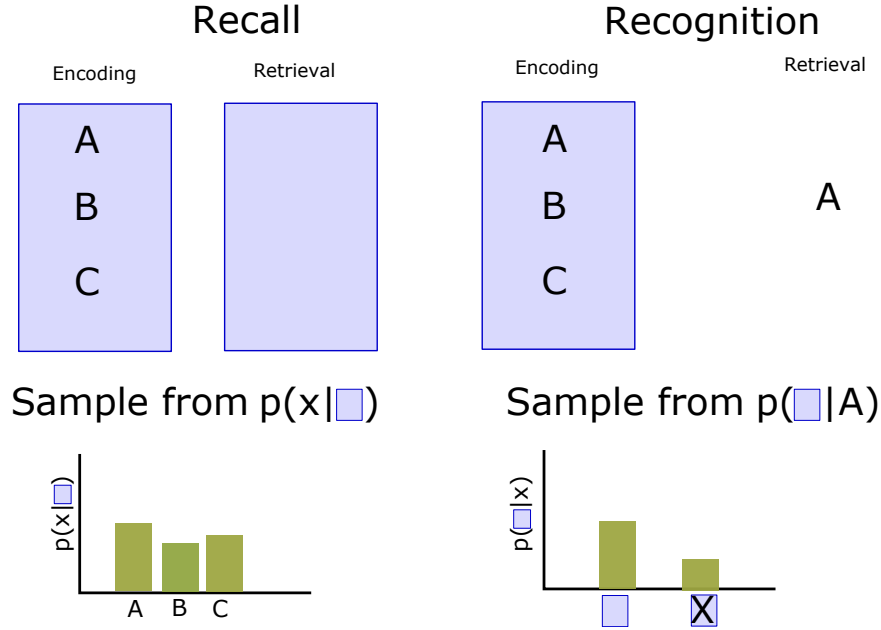 Recall
Encoding
Retrieval
A
B
C
Sample from p(x|)
p(x|)
A B C
Recognition
Encoding
Retrieval
A
B
C
A
Sample from p(|A)
p(|x)
X